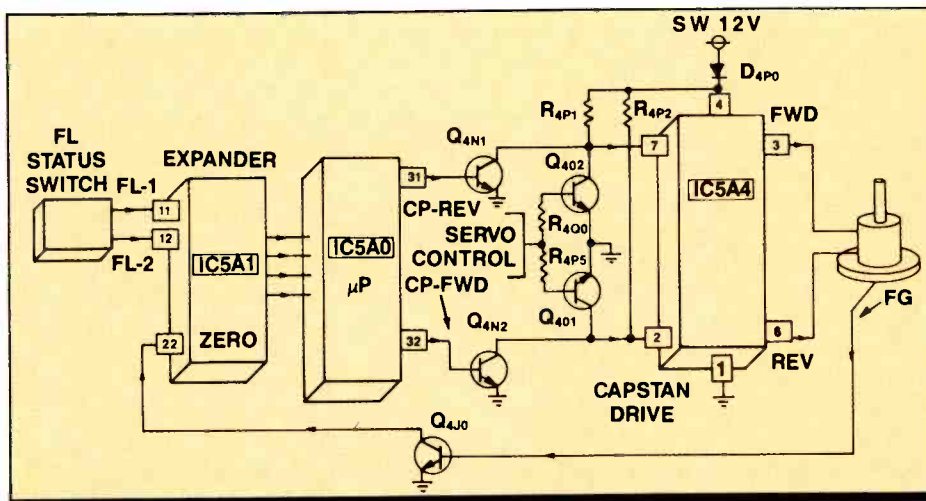 SW 12V
D4P0
R4P1
R4P2
4
FWD
FL
STATUS
SWITCH
FL-1
FL-2
EXPANDER
11
12
IC5A1
22
ZERO
IC5A0
μP
31
32
Q4N1
CP-REV
SERVO
CONTROL
CP-FWD
Q4N2
Q402
R4Q0
R4P5
Q401
7
2
IC5A4
3
6
1
REV
CAPSTAN
DRIVE
FG
Q4J0